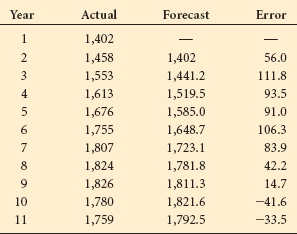 Year Actual Forecast Error
1 1,402 — —
2 1,458 1,402 56.0
3 1,553 1,441.2 111.8
4 1,613 1,519.5 93.5
5 1,676 1,585.0 91.0
6 1,755 1,648.7 106.3
7 1,807 1,723.1 83.9
8 1,824 1,781.8 42.2
9 1,826 1,811.3 14.7
10 1,780 1,821.6 −41.6
11 1,759 1,792.5 −33.5